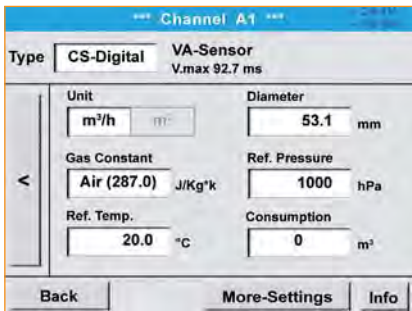 *** Channel A1 ***
Type CS-Digital VA-Sensor
V.max 92.7 ms
Unit Diameter
m³/h m³ 53.1 mm
Gas Constant Ref. Pressure
< Air (287.0) J/Kg*k 1000 hPa
Ref. Temp. Consumption
20.0 °C 0 m³
Back More-Settings Info